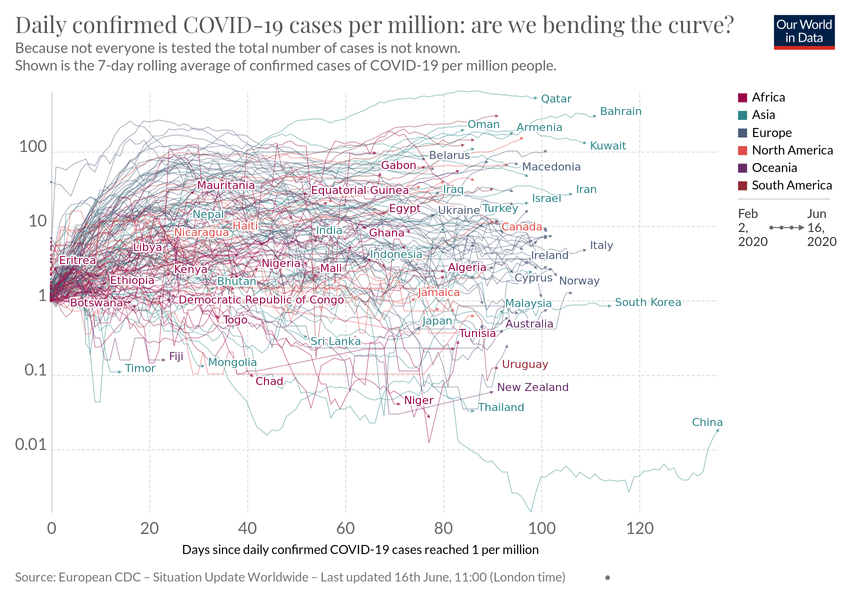 Daily confirmed COVID-19 cases per million: are we bending the curve?
Because not everyone is tested the total number of cases is not known.
Shown is the 7-day rolling average of confirmed cases of COVID-19 per million people.
Our World
in Data
Qatar
Bahrain
Oman
Armenia
Kuwait
Belarus
Gabon
Macedonia
Mauritania
Equatorial Guinea
Iraq
Iran
Israel
Nepal
Egypt
Ukraine
Turkey
Nicaragua
Haiti
India
Ghana
Canada
Libya
Indonesia
Italy
Ireland
Eritrea
Kenya
Nigeria
Mali
Algeria
Ethiopia
Bhutan
Cyprus
Norway
Jamaica
Botswana
Democratic Republic of Congo
Malaysia
South Korea
Togo
Japan
Australia
Sri Lanka
Tunisia
Fiji
Mongolia
Timor
Uruguay
Chad
New Zealand
Niger
Thailand
China
100
10
1
0.1
0.01
0
20
40
60
80
100
120
Days since daily confirmed COVID-19 cases reached 1 per million
Africa
Asia
Europe
North America
Oceania
South America
Feb
2,
2020
Jun
16,
2020
Source: European CDC – Situation Update Worldwide – Last updated 16th June, 11:00 (London time)